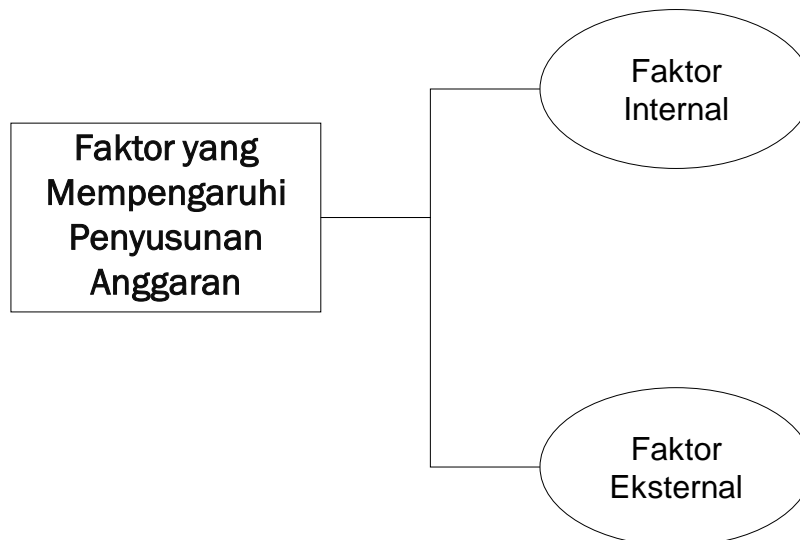 Faktor yang
Mempengaruhi
Penyusunan
Anggaran
Faktor
Internal
Faktor
Eksternal